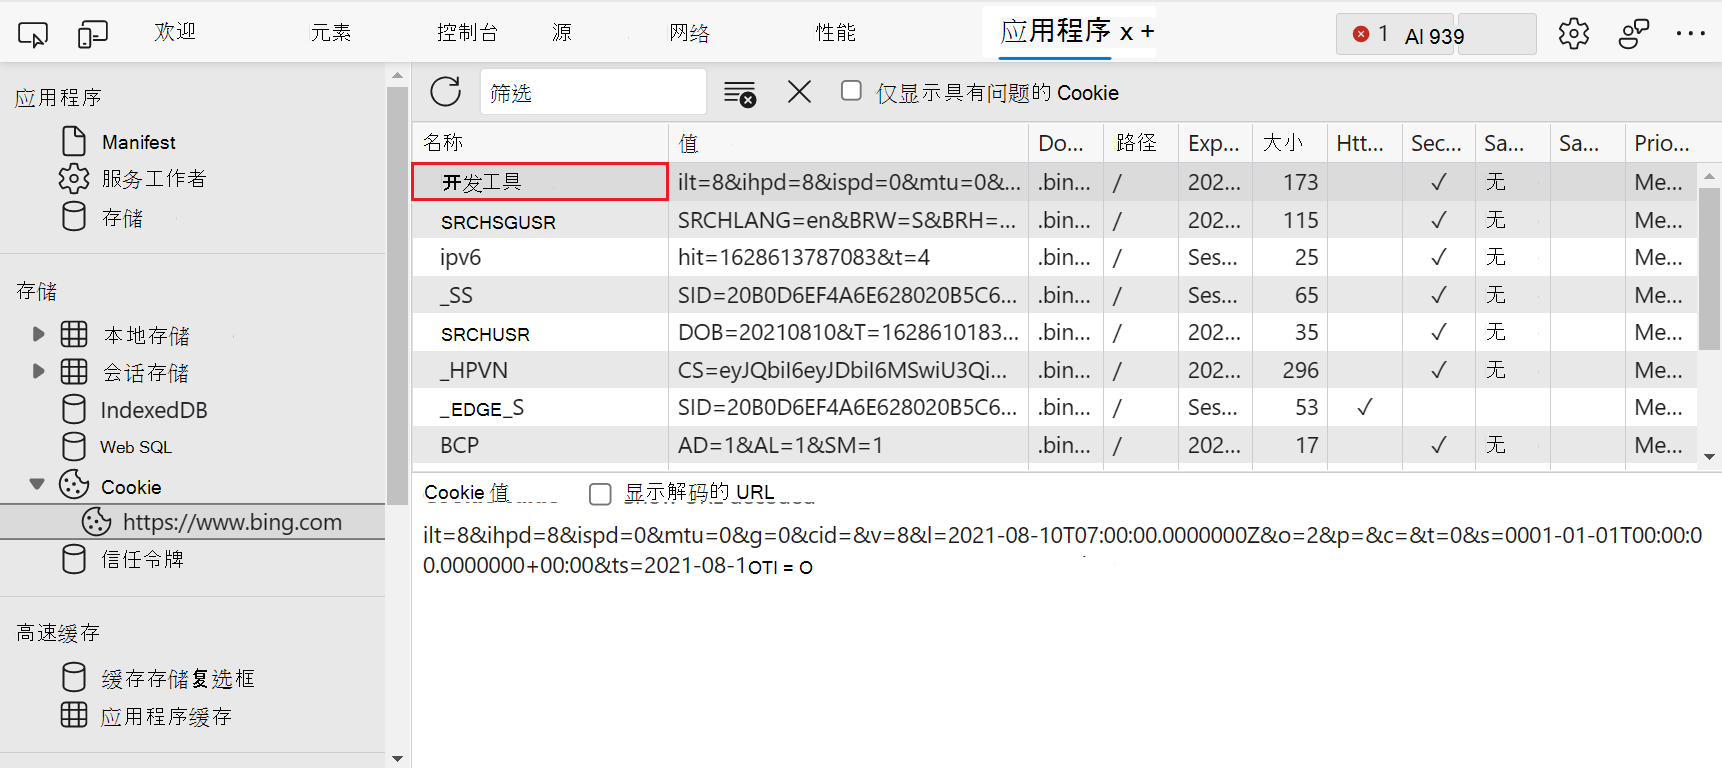 欢迎 元素 控制台 源 网络 性能 应用程序 x + 1 AI 939
应用程序
Manifest
服务工作者
存储
存储
本地存储
会话存储
IndexedDB
Web SQL
Cookie
https://www.bing.com
信任令牌
高速缓存
缓存存储复选框
应用程序缓存
筛选 仅显示具有问题的 Cookie
名称 值 Do... 路径 Exp... 大小 Htt... Sec... Sa... Sa... Prio...
开发工具 ilt=8&ihpd=8&ispd=0&mtu=0&... .bin... / 202... 173 ✓ 无 Me...
SRCHSGUSR SRCHLANG=en&BRW=S&BRH=... .bin... / 202... 115 ✓ 无 Me...
ipv6 hit=1628613787083&t=4 .bin... / Ses... 25 ✓ 无 Me...
_SS SID=20B0D6EF4A6E628020B5C6... .bin... / Ses... 65 ✓ 无 Me...
SRCHUSR DOB=20210810&T=1628610183... .bin... / 202... 35 ✓ 无 Me...
_HPVN CS=eyJQbiI6eyJDbiI6MSwiU3Qi... .bin... / 202... 296 ✓ 无 Me...
_EDGE_S SID=20B0D6EF4A6E628020B5C6... .bin... / Ses... 53 ✓ Me...
BCP AD=1&AL=1&SM=1 .bin... / 202... 17 ✓ 无 Me...
Cookie 值 显示解码的 URL
ilt=8&ihpd=8&ispd=0&mtu=0&g=0&cid=&v=8&l=2021-08-10T07:00:00.0000000Z&o=2&p=&c=&t=0&s=0001-01-01T00:00:0
0.0000000+00:00&ts=2021-08-1OTI = O